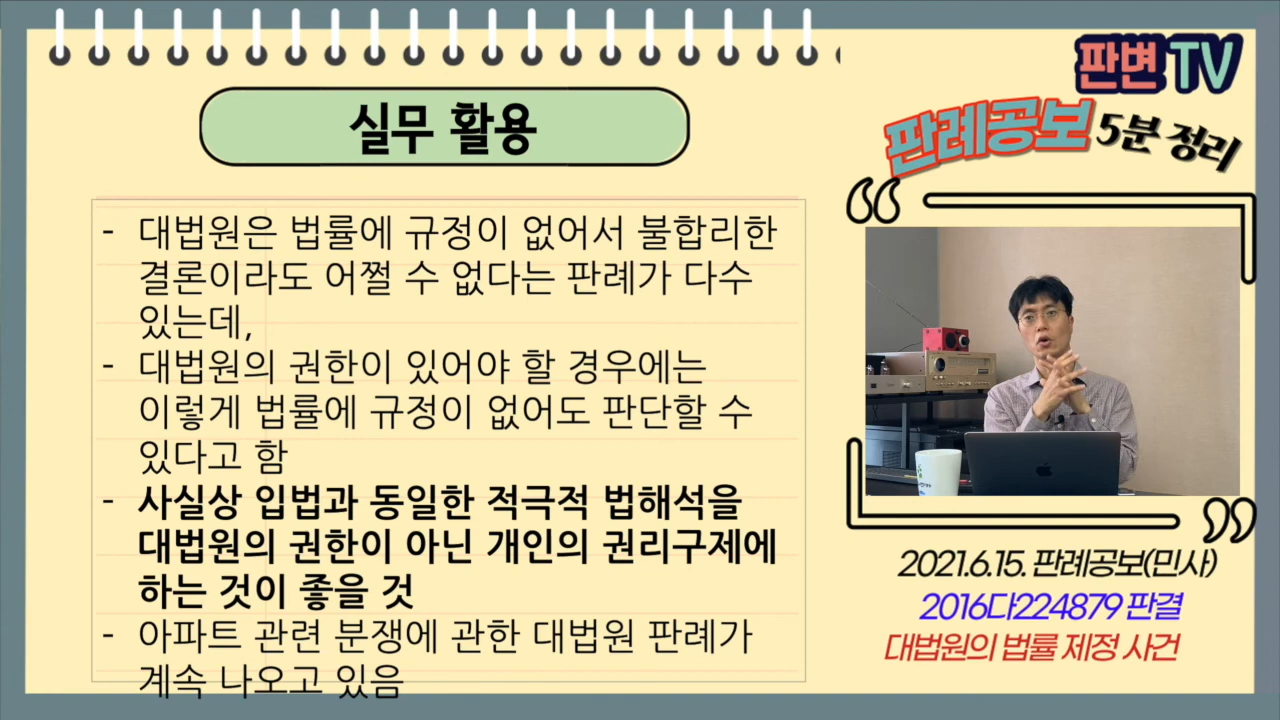 실무 활용
- 대법원은 법률에 규정이 없어서 불합리한
결론이라도 어쩔 수 없다는 판례가 다수
있는데,
- 대법원의 권한이 있어야 할 경우에는
이렇게 법률에 규정이 없어도 판단할 수
있다고 함
- 사실상 입법과 동일한 적극적 법해석을
대법원의 권한이 아닌 개인의 권리구제에
하는 것이 좋을 것
- 아파트 관련 분쟁에 관한 대법원 판례가
계속 나오고 있음
판변TV
판례공보 5분 정리
2021.6.15. 판례공보(민사)
2016다224879 판결
대법원의 법률 제정 사건